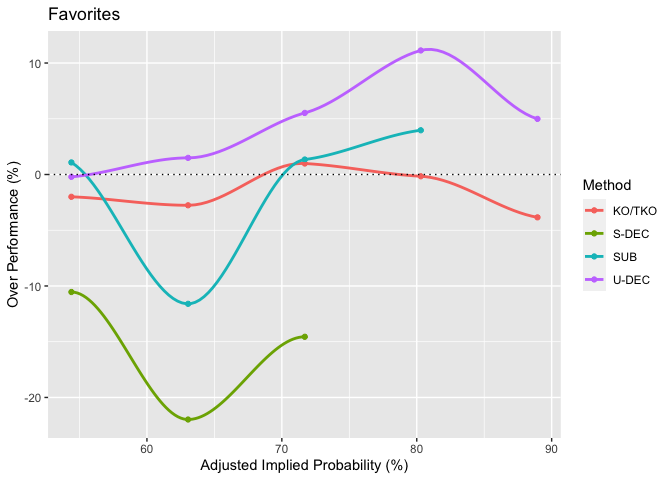 Favorites
10
0
-10
-20
Over Performance (%)
60 70 80 90
Adjusted Implied Probability (%)
Method
KO/TKO
S-DEC
SUB
U-DEC